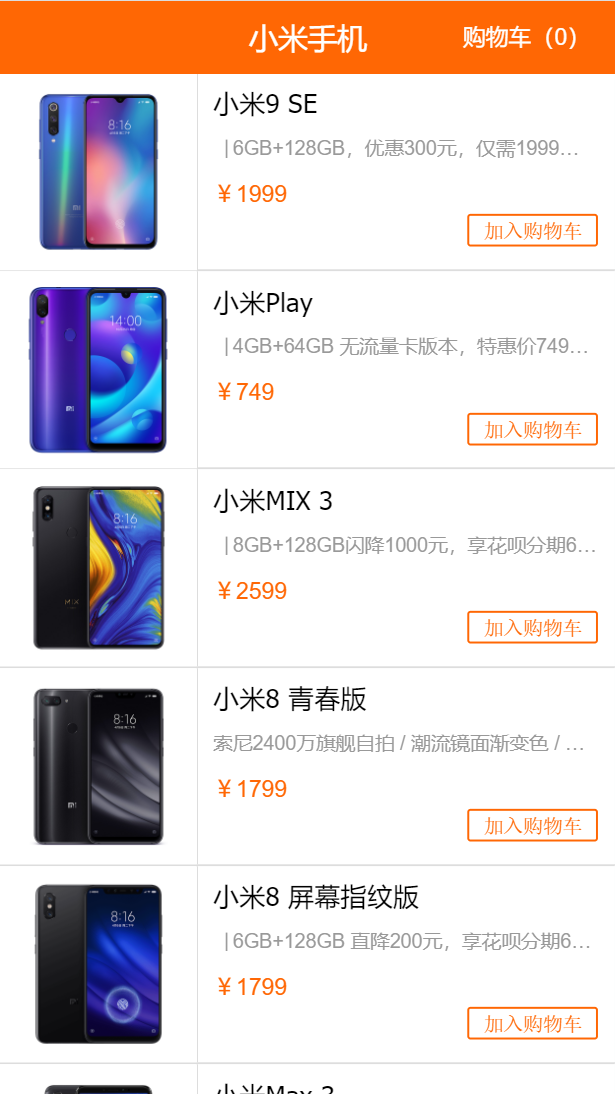 小米手机 购物车（0）
小米9 SE
| 6GB+128GB，优惠300元，仅需1999...
￥1999
加入购物车
小米Play
| 4GB+64GB 无流量卡版本，特惠价749...
￥749
加入购物车
小米MIX 3
| 8GB+128GB闪降1000元，享花呗分期6...
￥2599
加入购物车
小米8 青春版
索尼2400万旗舰自拍 / 潮流镜面渐变色 / ...
￥1799
加入购物车
小米8 屏幕指纹版
| 6GB+128GB 直降200元，享花呗分期6...
￥1799
加入购物车
小米Max 3
8:16
14:00
8:16
MIX
8:16
8:16